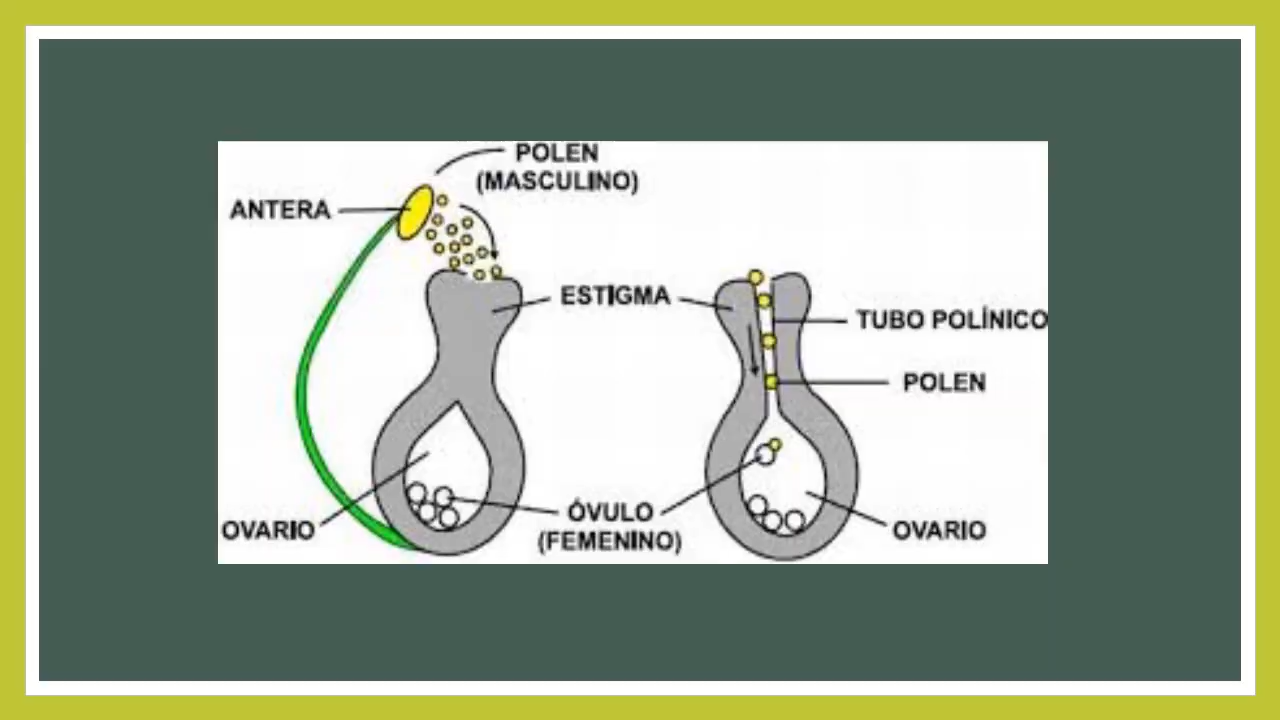 POLEN
(MASCULINO)
ANTERA
ESTIGMA
TUBO POLÍNICO
POLEN
ÓVULO
(FEMENINO)
OVARIO
OVARIO